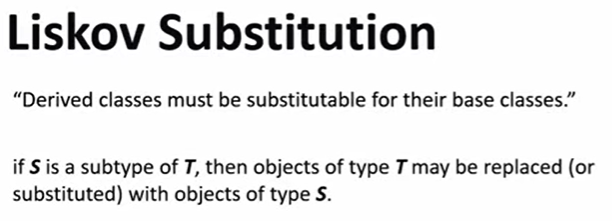 Liskov Substitution
“Derived classes must be substitutable for their base classes.”
if S is a subtype of T, then objects of type T may be replaced (or
substituted) with objects of type S.